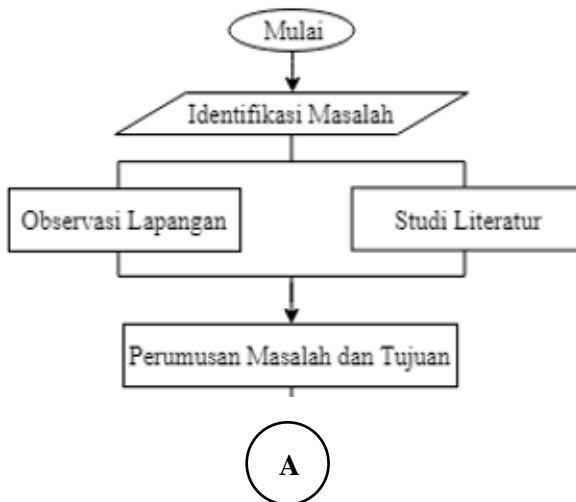 Mulai
Identifikasi Masalah
Observasi Lapangan
Studi Literatur
Perumusan Masalah dan Tujuan
A